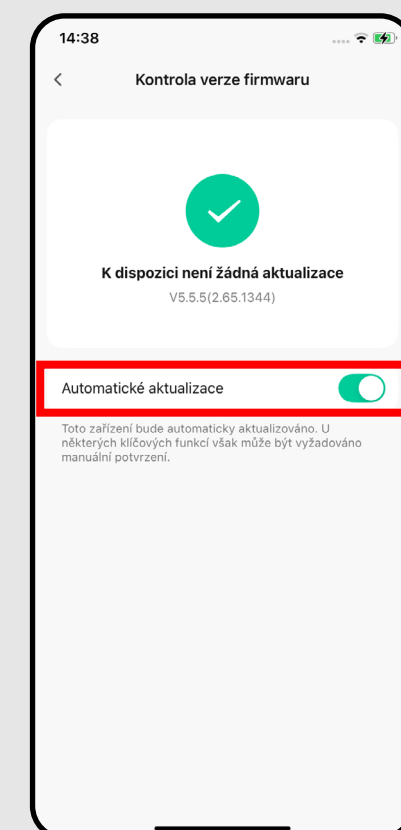 14:38
Kontrola verze firmwaru
K dispozici není žádná aktualizace
V5.5.5(2.65.1344)
Automatické aktualizace
Toto zařízení bude automaticky aktualizováno. U
některých klíčových funkcí však může být vyžadováno
manuální potvrzení.